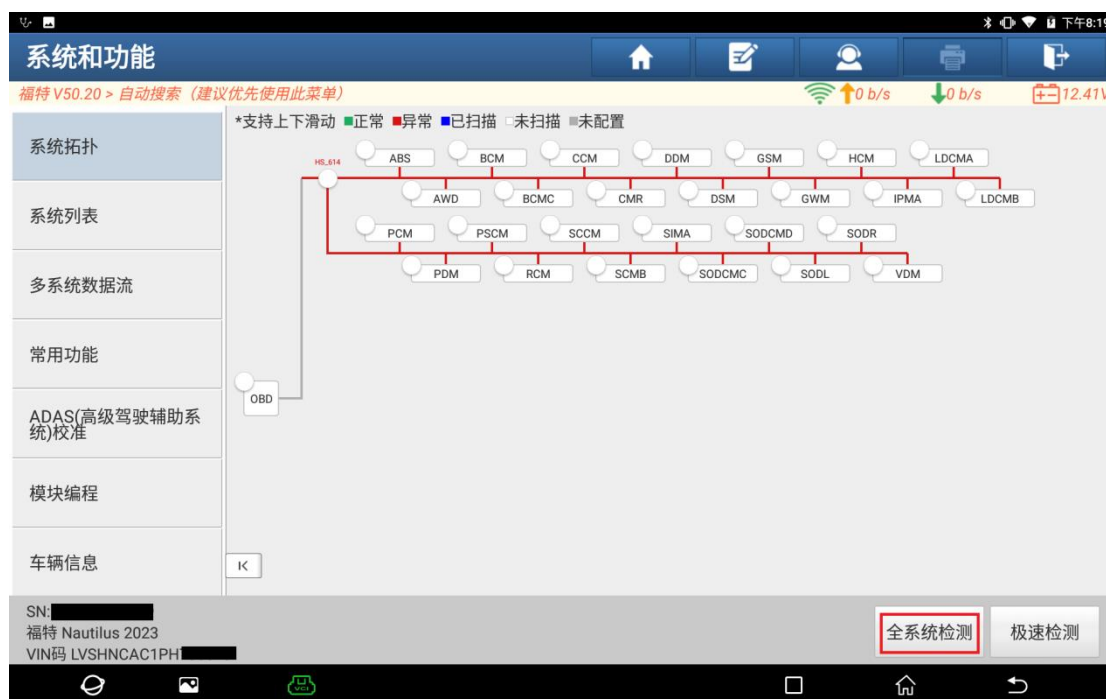 下午8:19
系统和功能
福特 V50.20 > 自动搜索（建议优先使用此菜单）
0 b/s
0 b/s
12.41V
系统拓扑
系统列表
多系统数据流
常用功能
ADAS(高级驾驶辅助系
统)校准
模块编程
车辆信息
*支持上下滑动 正常 异常 已扫描 未扫描 未配置
HS_614
ABS BCM CCM DDM GSM HCM LDCMA
AWD BCMC CMR DSM GWM IPMA LDCMB
PCM PSCM SCCM SIMA SODCMD SODR
PDM RCM SCMB SODCMC SODL VDM
OBD
SN:
福特 Nautilus 2023
VIN码 LVSHNCAC1PH
全系统检测
极速检测
VCI